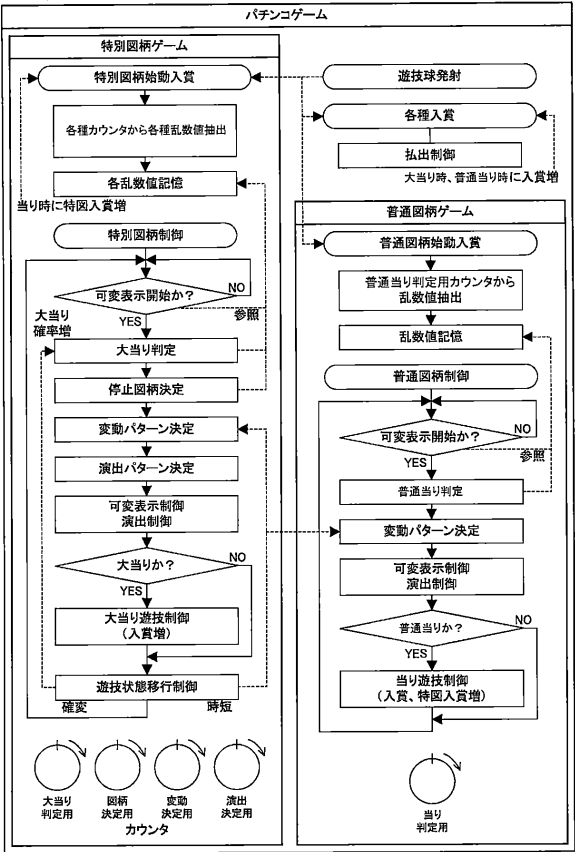 パチンコゲーム
特別図柄ゲーム
特別図柄始動入賞
各種カウンタから各種乱数値抽出
各乱数値記憶
当り時に特図入賞増
特別図柄制御
可変表示開始か?
NO
YES
参照
大当り
確率増
大当り判定
停止図柄決定
変動パターン決定
演出パターン決定
可変表示制御
演出制御
大当りか?
NO
YES
大当り遊技制御
(入賞増)
遊技状態移行制御
確変
時短
大当り
判定用
図柄
決定用
変動
決定用
演出
決定用
カウンタ
遊技球発射
各種入賞
払出制御
大当り時、普通当り時に入賞増
普通図柄ゲーム
普通図柄始動入賞
普通当り判定用カウンタから
乱数値抽出
乱数値記憶
普通図柄制御
可変表示開始か?
NO
YES
参照
普通当り判定
変動パターン決定
可変表示制御
演出制御
普通当りか?
NO
YES
当り遊技制御
(入賞、特図入賞増)
当り
判定用